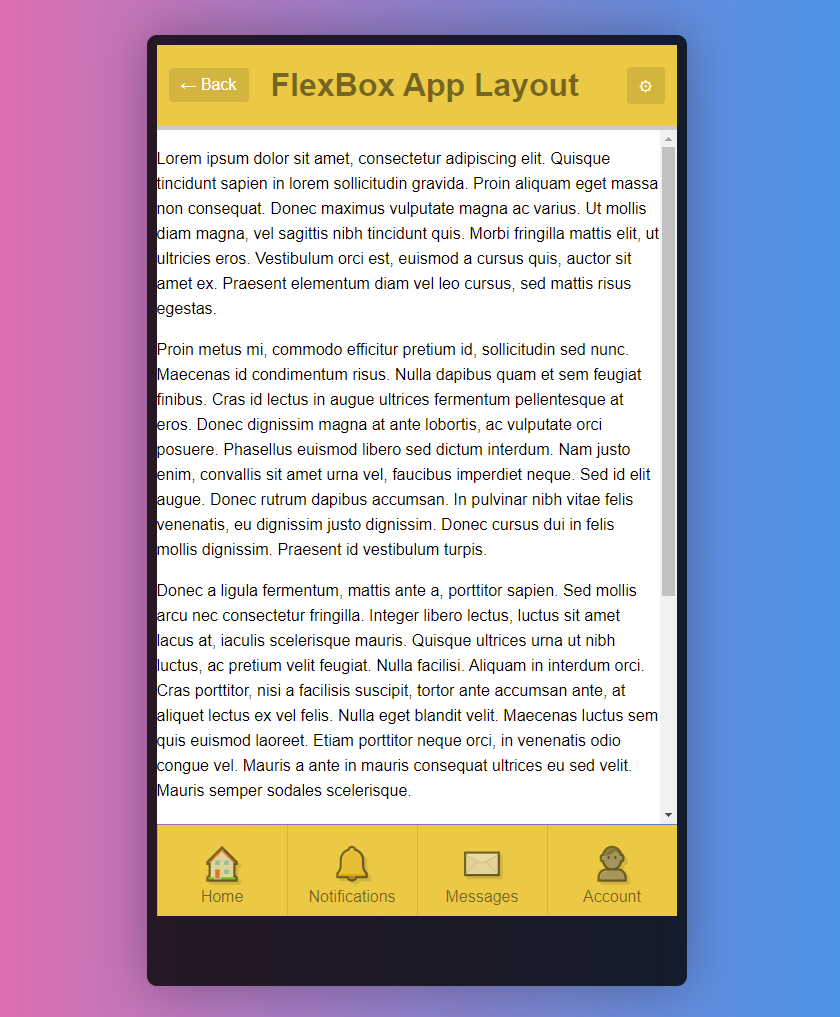 ← Back FlexBox App Layout ⚙
Lorem ipsum dolor sit amet, consectetur adipiscing elit. Quisque
tincidunt sapien in lorem sollicitudin gravida. Proin aliquam eget massa
non consequat. Donec maximus vulputate magna ac varius. Ut mollis
diam magna, vel sagittis nibh tincidunt quis. Morbi fringilla mattis elit, ut
ultricies eros. Vestibulum orci est, euismod a cursus quis, auctor sit
amet ex. Praesent elementum diam vel leo cursus, sed mattis risus
egestas.
Proin metus mi, commodo efficitur pretium id, sollicitudin sed nunc.
Maecenas id condimentum risus. Nulla dapibus quam et sem feugiat
finibus. Cras id lectus in augue ultrices fermentum pellentesque at
eros. Donec dignissim magna at ante lobortis, ac vulputate orci
posuere. Phasellus euismod libero sed dictum interdum. Nam justo
enim, convallis sit amet urna vel, faucibus imperdiet neque. Sed id elit
augue. Donec rutrum dapibus accumsan. In pulvinar nibh vitae felis
venenatis, eu dignissim justo dignissim. Donec cursus dui in felis
mollis dignissim. Praesent id vestibulum turpis.
Donec a ligula fermentum, mattis ante a, porttitor sapien. Sed mollis
arcu nec consectetur fringilla. Integer libero lectus, luctus sit amet
lacus at, iaculis scelerisque mauris. Quisque ultrices urna ut nibh
luctus, ac pretium velit feugiat. Nulla facilisi. Aliquam in interdum orci.
Cras porttitor, nisi a facilisis suscipit, tortor ante accumsan ante, at
aliquet lectus ex vel felis. Nulla eget blandit velit. Maecenas luctus sem
quis euismod laoreet. Etiam porttitor neque orci, in venenatis odio
congue vel. Mauris a ante in mauris consequat ultrices eu sed velit.
Mauris semper sodales scelerisque.
Home Notifications Messages Account